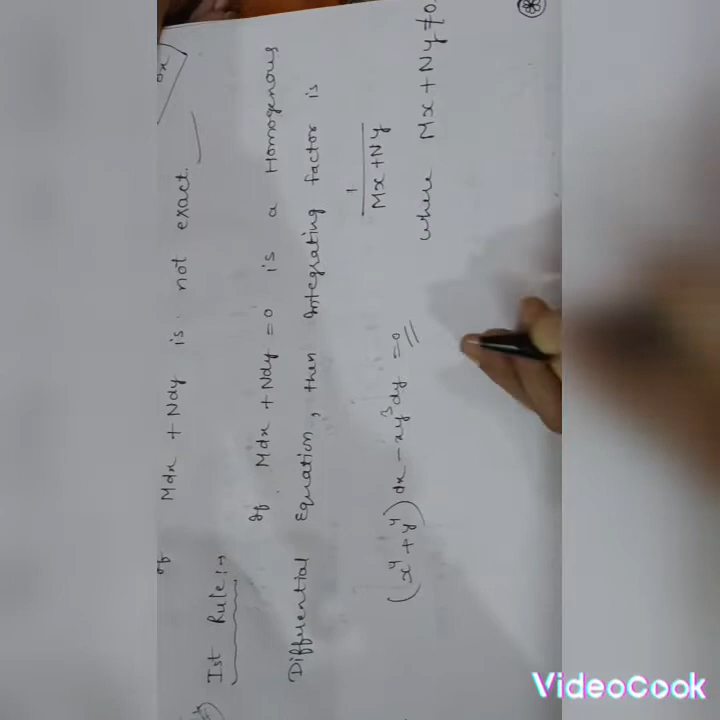 of Mdx + Ndy is not exact.
Ist Rule:→
If Mdx + Ndy = 0 is a Homogenous
Differential Equation, then Integrating factor is
1
Mx + Ny
where Mx + Ny ≠ 0.
(x⁴ + y⁴) dx - xy³ dy = 0
VideoCook